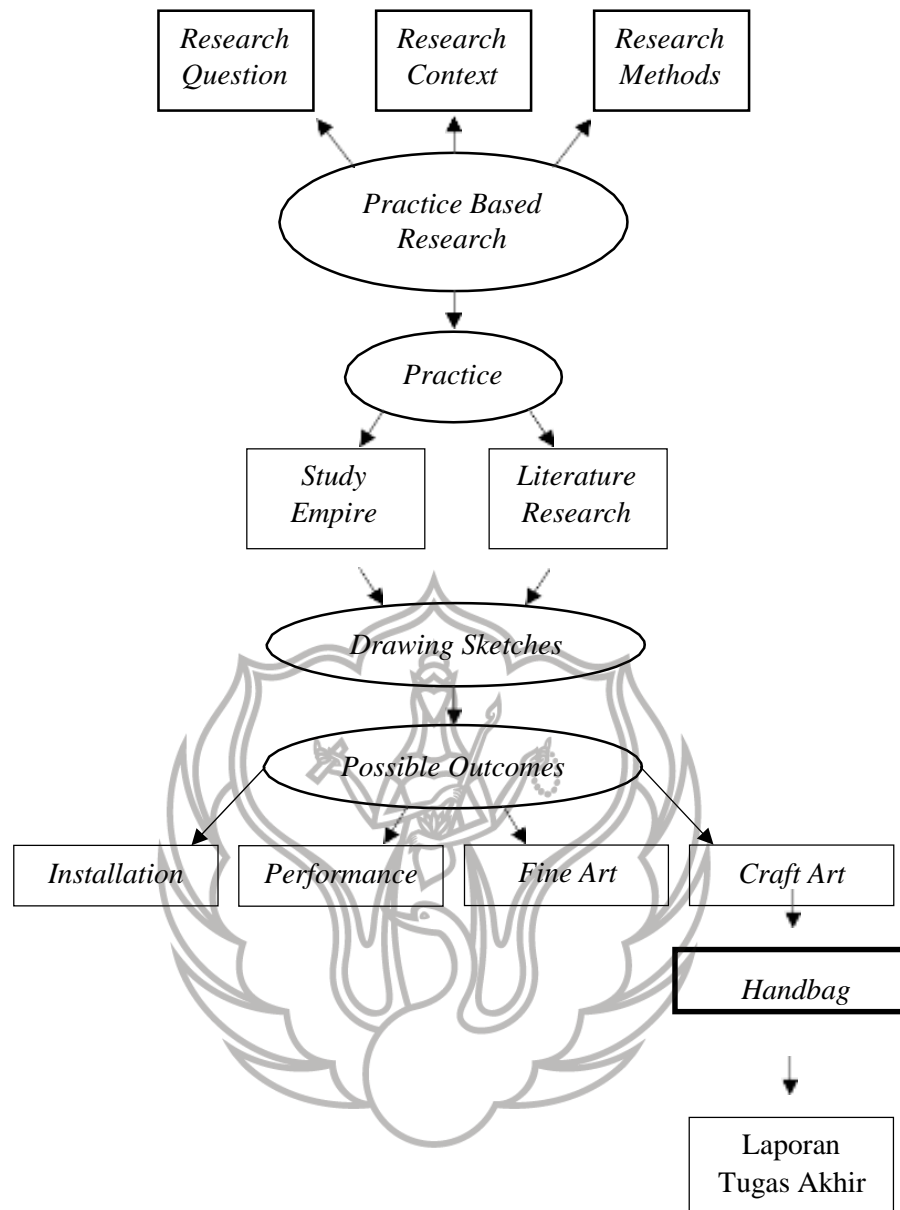 Research
Question
Research
Context
Research
Methods
Practice Based
Research
Practice
Study
Empire
Literature
Research
Drawing Sketches
Possible Outcomes
Installation
Performance
Fine Art
Craft Art
Handbag
Laporan
Tugas Akhir